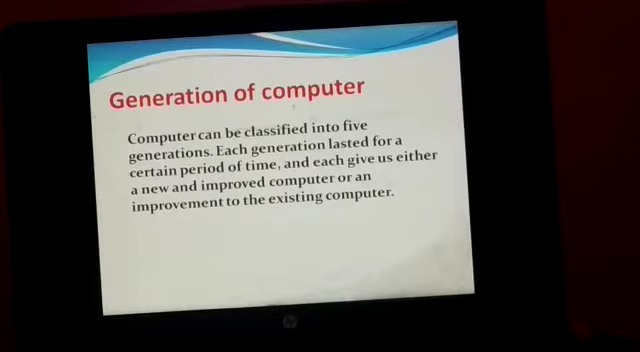 Generation of computer
Computer can be classified into five
generations. Each generation lasted for a
certain period of time, and each give us either
a new and improved computer or an
improvement to the existing computer.